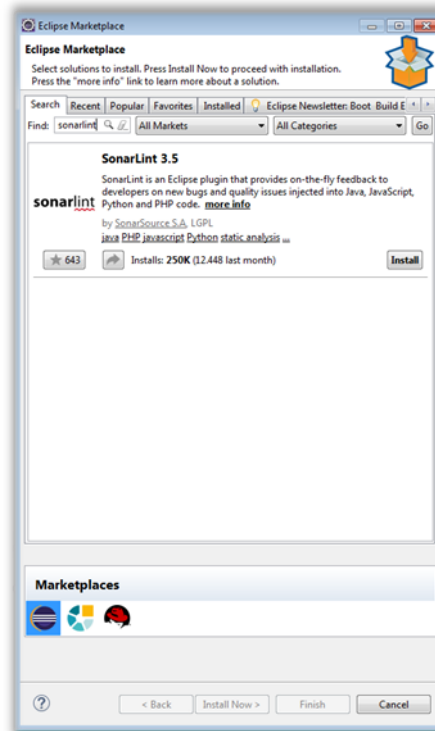 Eclipse Marketplace
Eclipse Marketplace
Select solutions to install. Press Install Now to proceed with installation.
Press the "more info" link to learn more about a solution.
Search Recent Popular Favorites Installed Eclipse Newsletter: Boot Build E
Find: sonarlint All Markets All Categories Go
SonarLint 3.5
SonarLint is an Eclipse plugin that provides on-the-fly feedback to
developers on new bugs and quality issues injected into Java, JavaScript,
Python and PHP code. more info
sonarlint
by SonarSource S.A, LGPL
java PHP javascript Python static analysis ...
643 Installs: 250K (12.448 last month) Install
Marketplaces
? < Back Install Now > Finish Cancel